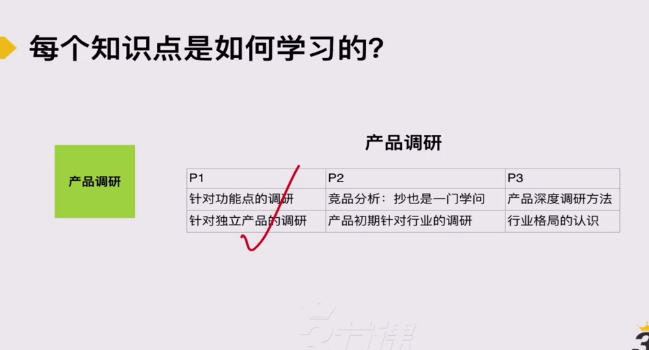 每个知识点是如何学习的?
产品调研
产品调研
P1 P2 P3
针对功能点的调研 竞品分析：抄也是一门学问 产品深度调研方法
针对独立产品的调研 产品初期针对行业的调研 行业格局的认识
三节课
3